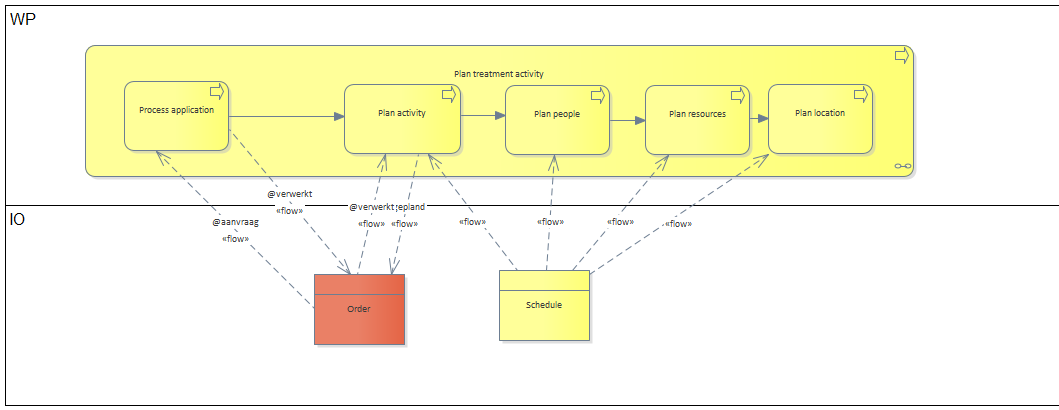 WP
Plan treatment activity
Process application
Plan activity
Plan people
Plan resources
Plan location
@verwerkt
«flow»
@verwerkt
epland
«flow»
«flow»
@aanvraag
«flow»
«flow»
«flow»
«flow»
«flow»
IO
Order
Schedule